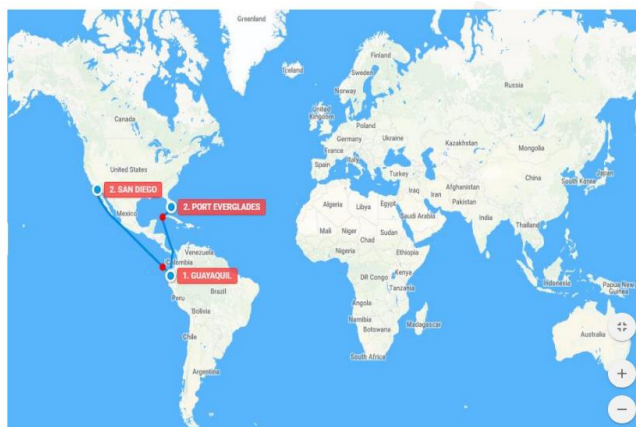 Greenland
Iceland
Finland
Sweden
Norway
Russia
United
Kingdom
Poland
Canada
Germany
Ukraine
France
Kazakhstan
Mongolia
Spain
Italy
Turkey
United States
2. SAN DIEGO
2. PORT EVERGLADES
Mexico
Iraq
Iran
Afghanistan
China
South Korea
Japan
Algeria
Libya
Egypt
Saudi Arabia
Pakistan
India
Mali
Niger
Chad
Sudan
Thailand
Nigeria
Ethiopia
Venezuela
Colombia
1. GUAYAQUIL
DR Congo
Kenya
Tanzania
Indonesia
Papua New
Guinea
Peru
Brazil
Bolivia
Angola
Namibia
Botswana
Madagascar
Australia
Chile
South Africa
Argentina
+
−